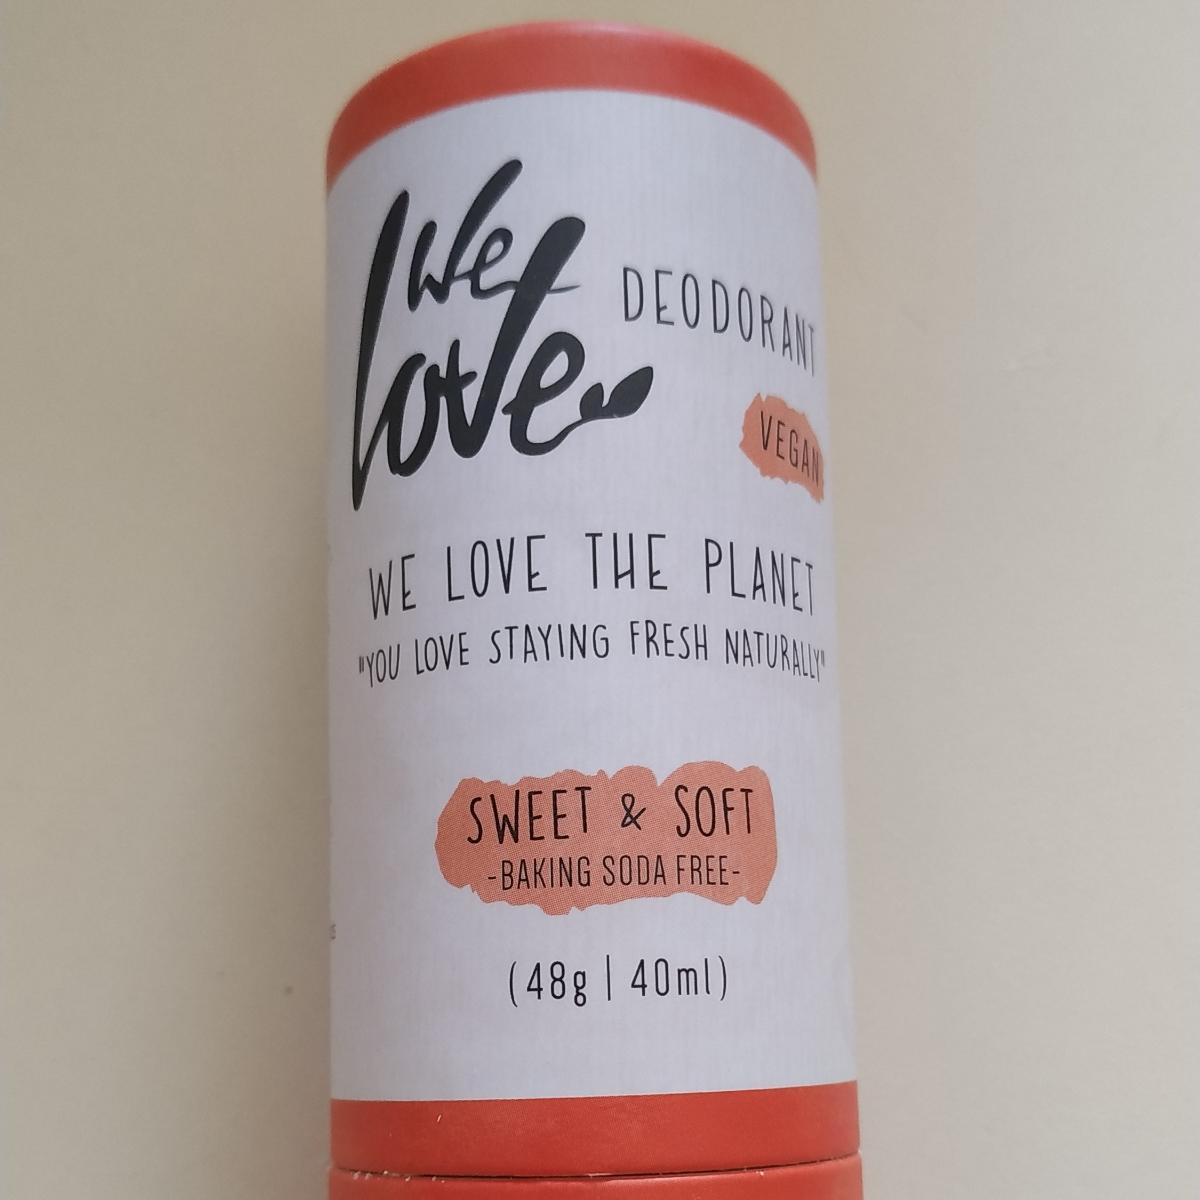 We
love
DEODORANT
VEGAN
WE LOVE THE PLANET
"YOU LOVE STAYING FRESH NATURALLY"
SWEET & SOFT
-BAKING SODA FREE-
(48g | 40ml)